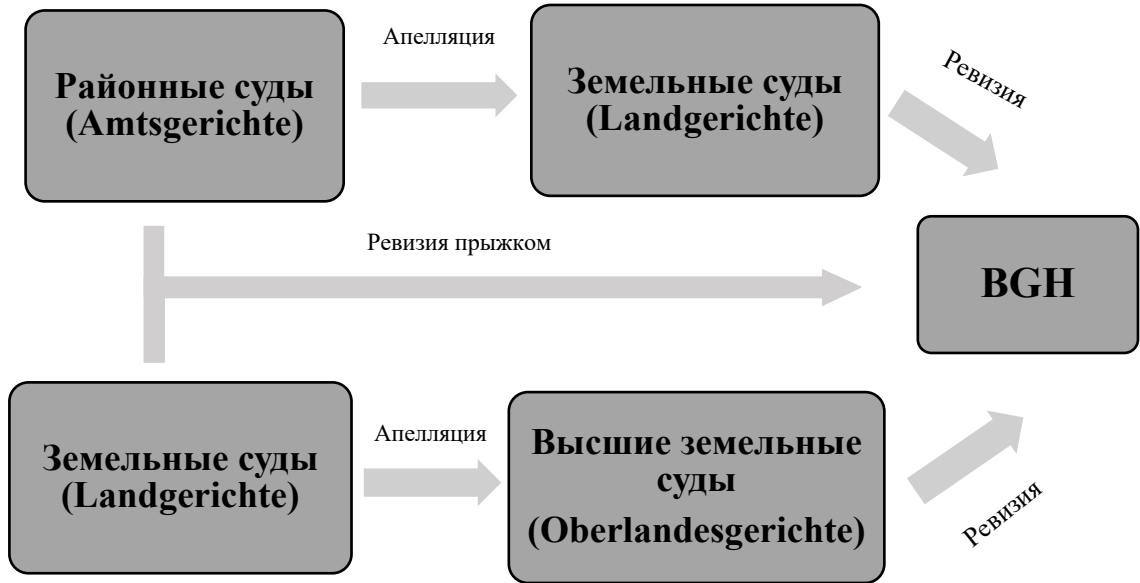 Апелляция
Районные суды
(Amtsgerichte)
Земельные суды
(Landgerichte)
Ревизия
Ревизия прыжком
BGH
Земельные суды
(Landgerichte)
Апелляция
Высшие земельные
суды
(Oberlandesgerichte)
Ревизия